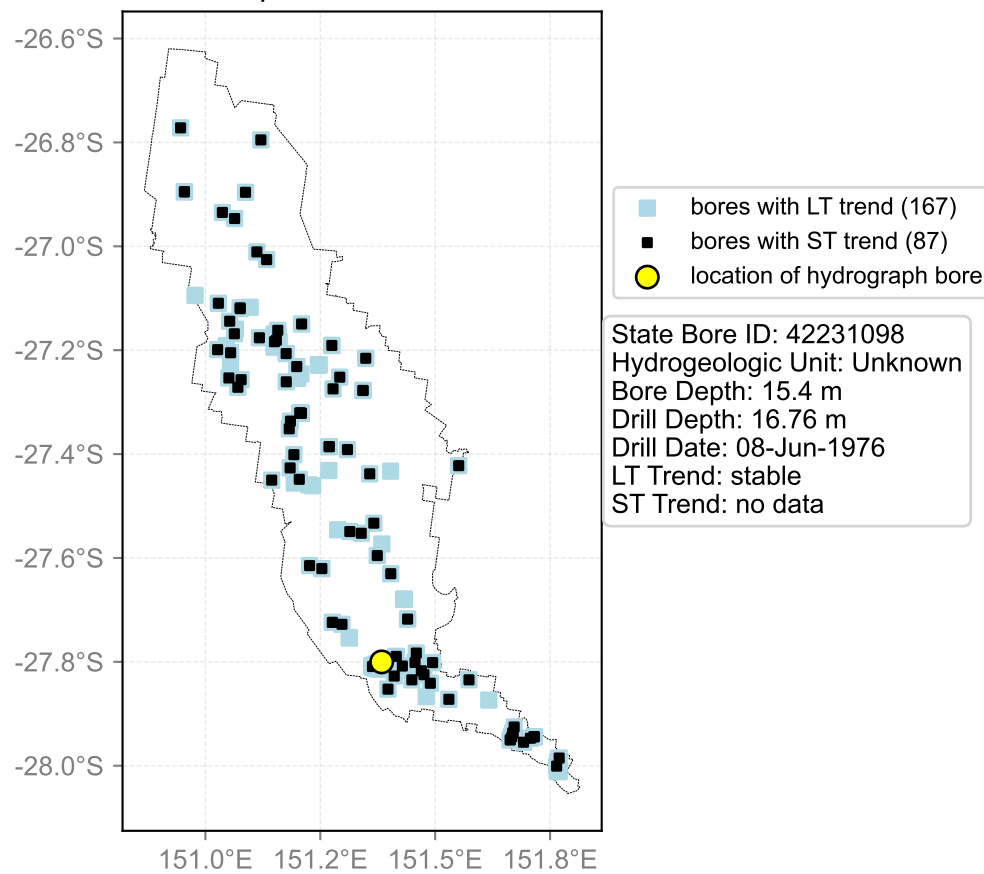 -26.6°S
-26.8°S
-27.0°S
-27.2°S
-27.4°S
-27.6°S
-27.8°S
-28.0°S
151.0°E
151.2°E
151.5°E
151.8°E
bores with LT trend (167)
bores with ST trend (87)
location of hydrograph bore
State Bore ID: 42231098
Hydrogeologic Unit: Unknown
Bore Depth: 15.4 m
Drill Depth: 16.76 m
Drill Date: 08-Jun-1976
LT Trend: stable
ST Trend: no data